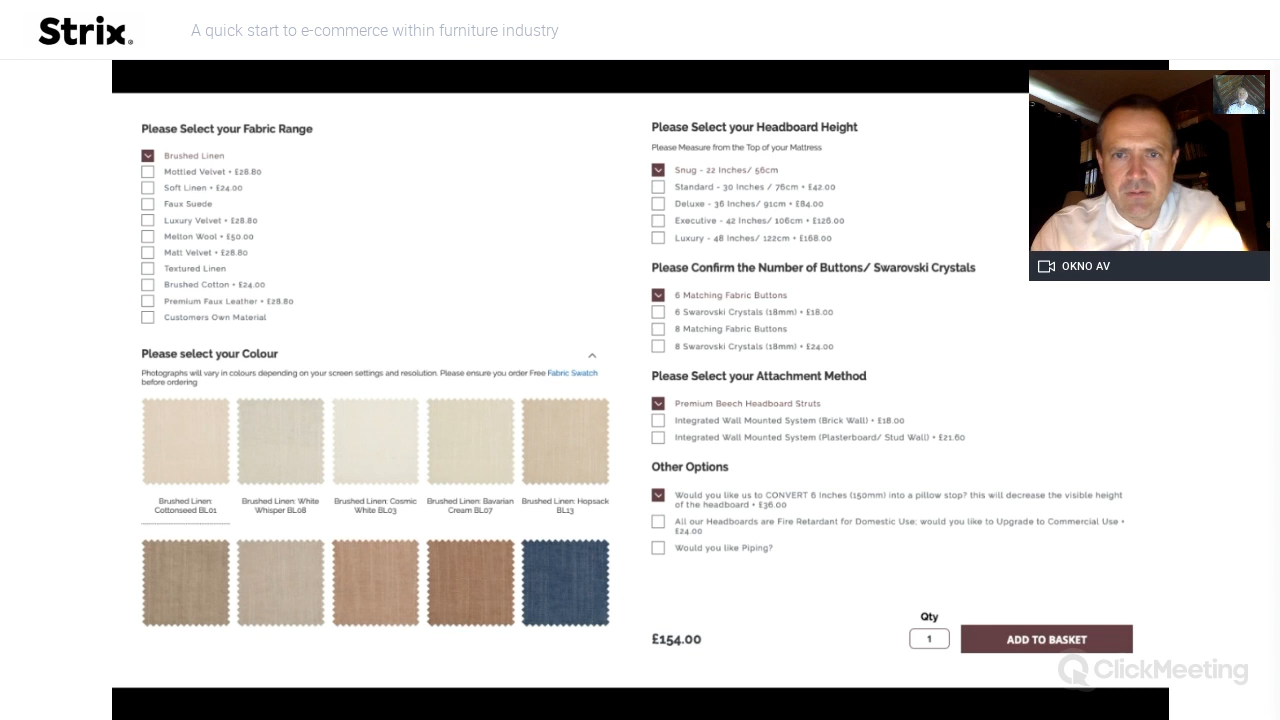 Strix®
A quick start to e-commerce within furniture industry
Please Select your Fabric Range
Brushed Linen
Mottled Velvet + £28.80
Soft Linen + £24.00
Faux Suede
Luxury Velvet + £28.80
Melton Wool + £50.00
Matt Velvet + £28.80
Textured Linen
Brushed Cotton + £24.00
Premium Faux Leather + £28.80
Customers Own Material
Please select your Colour
Photographs will vary in colours depending on your screen settings and resolution. Please ensure you order Free Fabric Swatch
before ordering
Brushed Linen:
Cottonseed BL01
Brushed Linen: White
Whisper BL08
Brushed Linen: Cosmic
White BL03
Brushed Linen: Bavarian
Cream BL07
Brushed Linen: Hopsack
BL13
Please Select your Headboard Height
Please Measure from the Top of your Mattress
Snug - 22 Inches/ 56cm
Standard - 30 Inches / 76cm + £42.00
Deluxe - 36 Inches/ 91cm + £84.00
Executive - 42 Inches/ 106cm + £126.00
Luxury - 48 Inches/ 122cm + £168.00
Please Confirm the Number of Buttons/ Swarovski Crystals
6 Matching Fabric Buttons
6 Swarovski Crystals (18mm) + £18.00
8 Matching Fabric Buttons
8 Swarovski Crystals (18mm) + £24.00
Please Select your Attachment Method
Premium Beech Headboard Struts
Integrated Wall Mounted System (Brick Wall) + £18.00
Integrated Wall Mounted System (Plasterboard/ Stud Wall) + £21.60
Other Options
Would you like us to CONVERT 6 Inches (150mm) into a pillow stop? this will decrease the visible height
of the headboard + £36.00
All our Headboards are Fire Retardant for Domestic Use; would you like to Upgrade to Commercial Use +
£24.00
Would you like Piping?
Qty
£154.00
1
ADD TO BASKET
OKNO AV
ClickMeeting